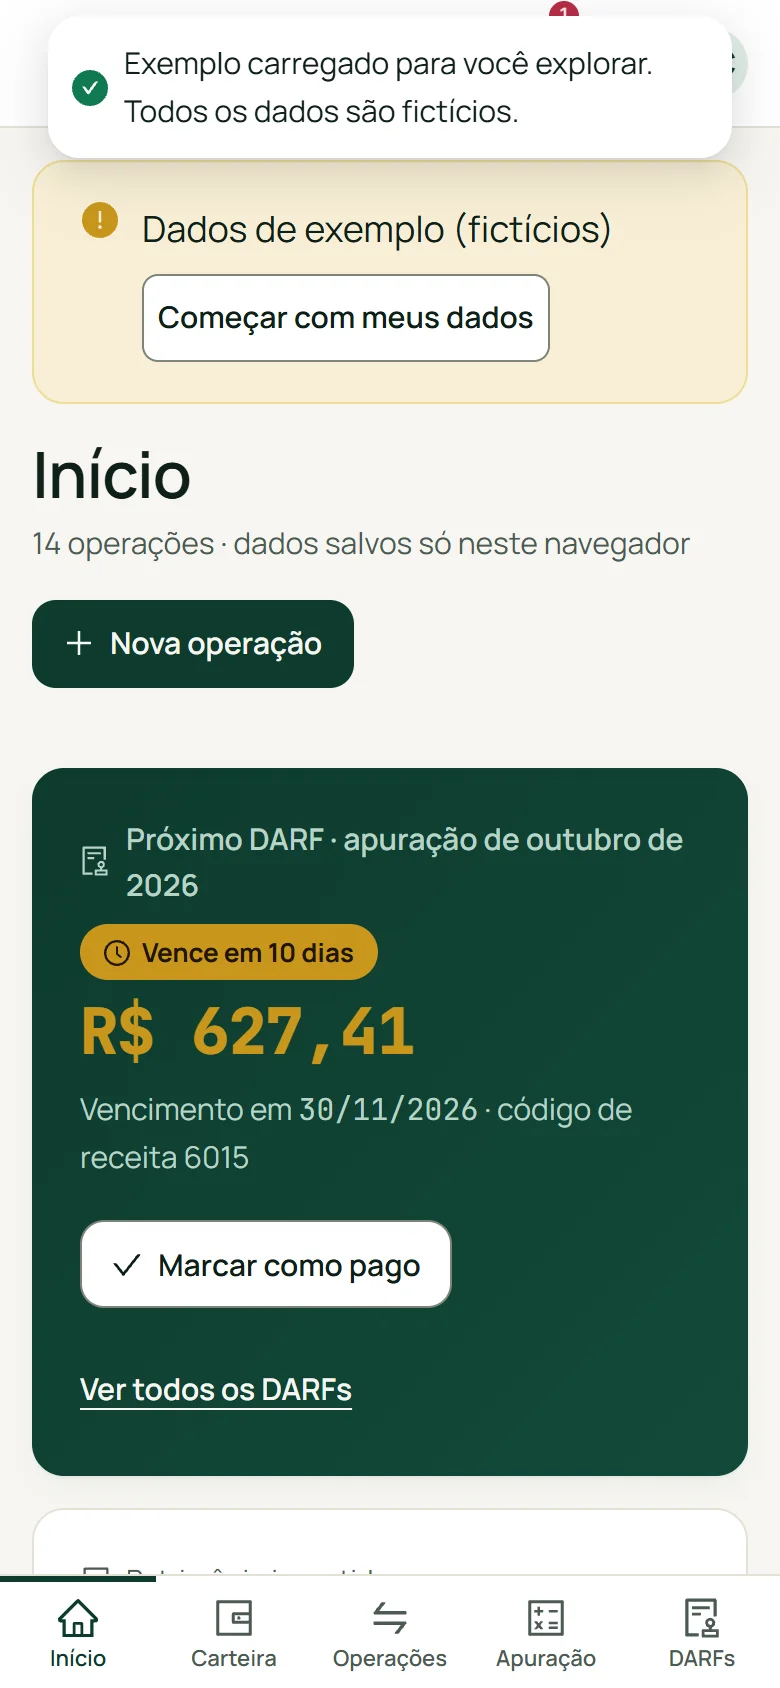 1
Exemplo carregado para você explorar.
Todos os dados são fictícios.
Dados de exemplo (fictícios)
Começar com meus dados
Início
14 operações · dados salvos só neste navegador
Nova operação
Próximo DARF · apuração de outubro de
2026
Vence em 10 dias
R$ 627,41
Vencimento em 30/11/2026 · código de
receita 6015
Marcar como pago
Ver todos os DARFs
Início
Carteira
Operações
Apuração
DARFs